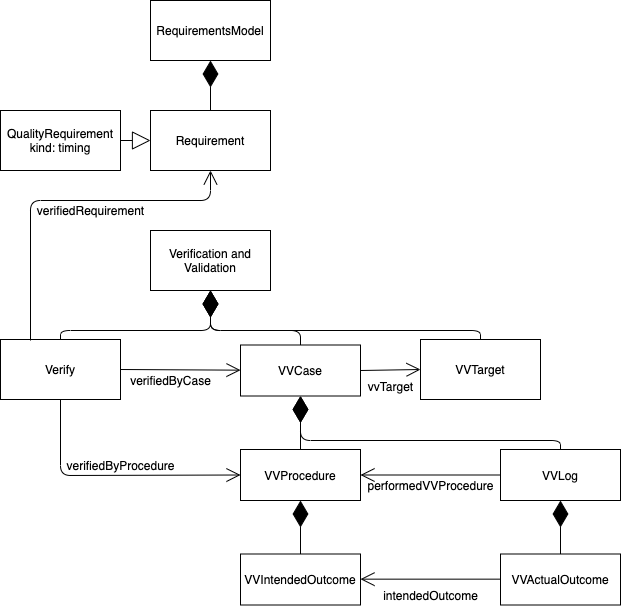 RequirementsModel
QualityRequirement
kind: timing
Requirement
verifiedRequirement
Verification and
Validation
Verify
verifiedByCase
VVCase
vvTarget
VVTarget
verifiedByProcedure
VVProcedure
performedVVProcedure
VVLog
VVIntendedOutcome
intendedOutcome
VVActualOutcome